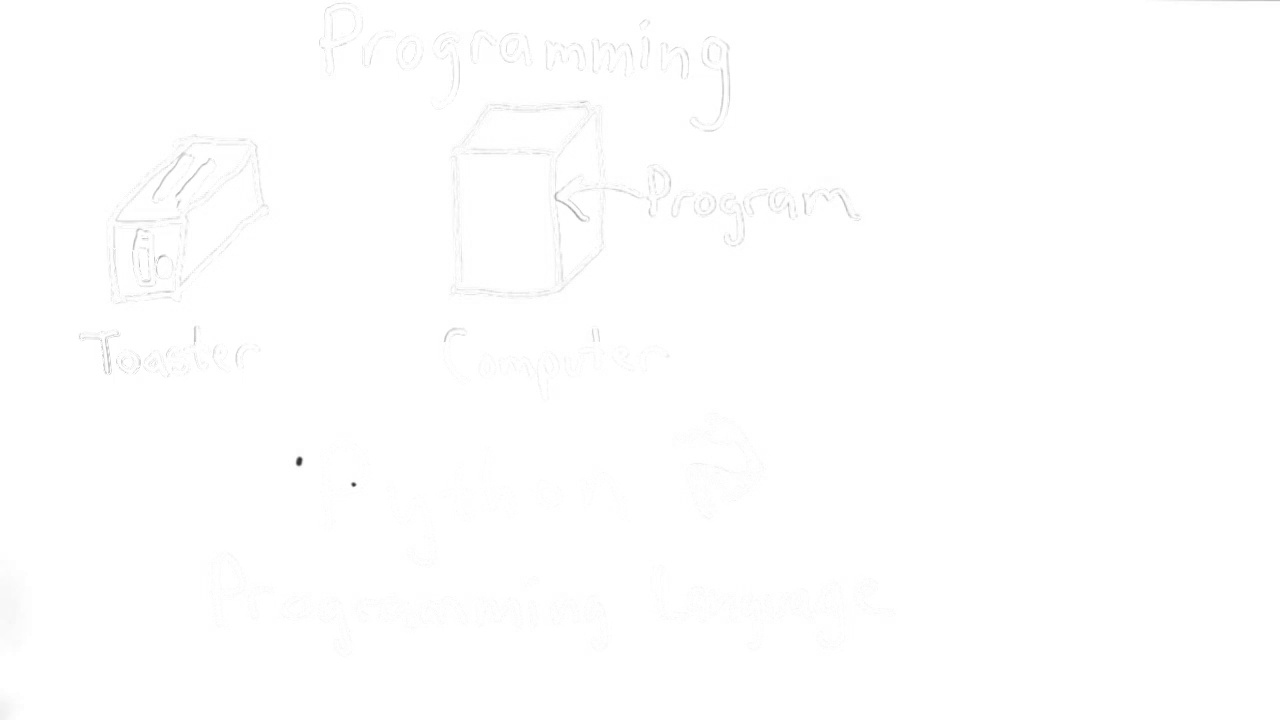 Programming
Program
Toaster
Computer
Python
Programming Language